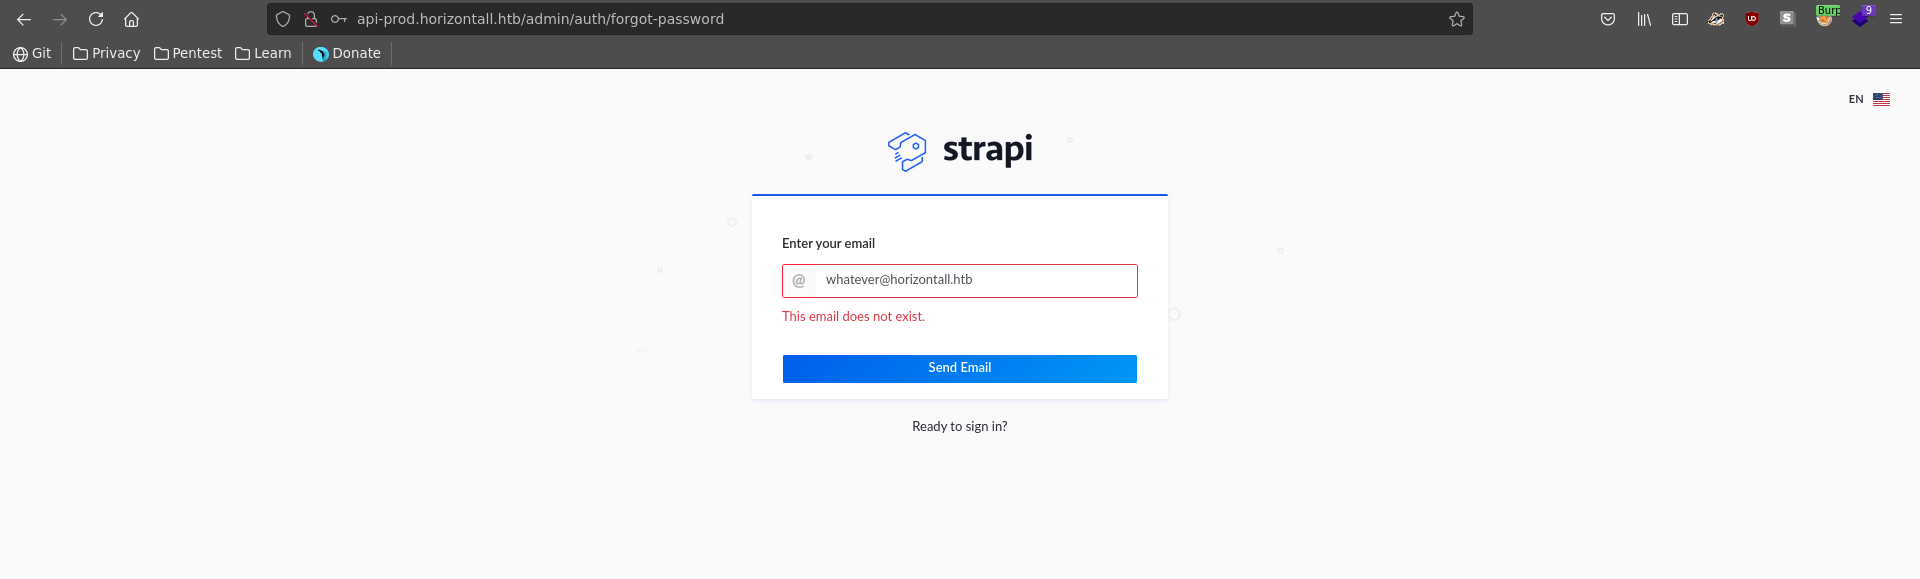 api-prod.horizontall.htb/admin/auth/forgot-password
Burp
9
Git Privacy Pentest Learn Donate
EN
strapi
Enter your email
@ whatever@horizontall.htb
This email does not exist.
Send Email
Ready to sign in?